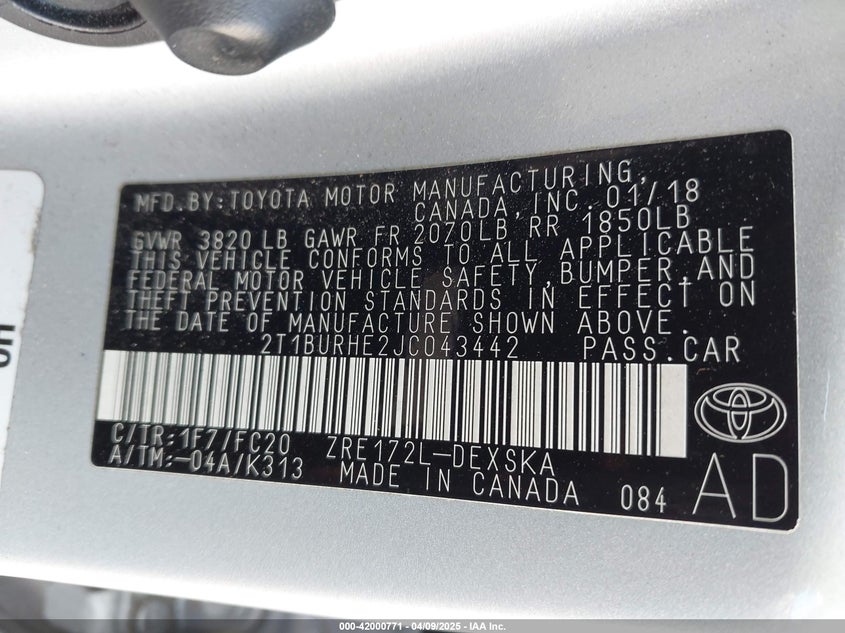 MFD. BY: TOYOTA MOTOR MANUFACTURING,
CANADA, INC. 01/18
GVWR 3820 LB GAWR FR 2070LB RR 1850LB
THIS VEHICLE CONFORMS TO ALL APPLICABLE
FEDERAL MOTOR VEHICLE SAFETY, BUMPER, AND
THEFT PREVENTION STANDARDS IN EFFECT ON
THE DATE OF MANUFACTURE SHOWN ABOVE.
2T1BURHE2JC043442 PASS.CAR
C/TR:1F7/FC20 ZRE172L-DEXSKA
A/TM:-04A/K313 MADE IN CANADA 084 AD
000-42000771 - 04/09/2025 - IAA Inc.